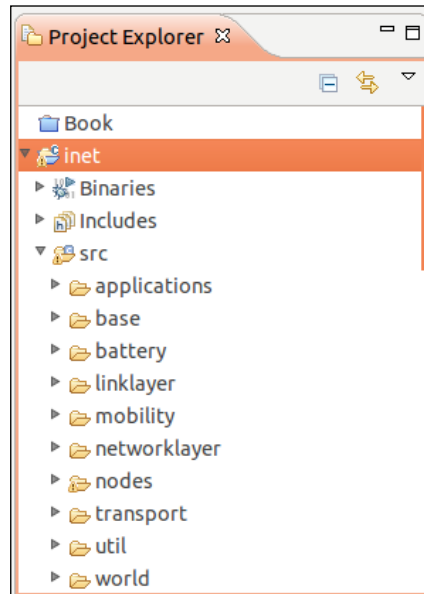 Project Explorer
Book
inet
Binaries
Includes
src
applications
base
battery
linklayer
mobility
networklayer
nodes
transport
util
world